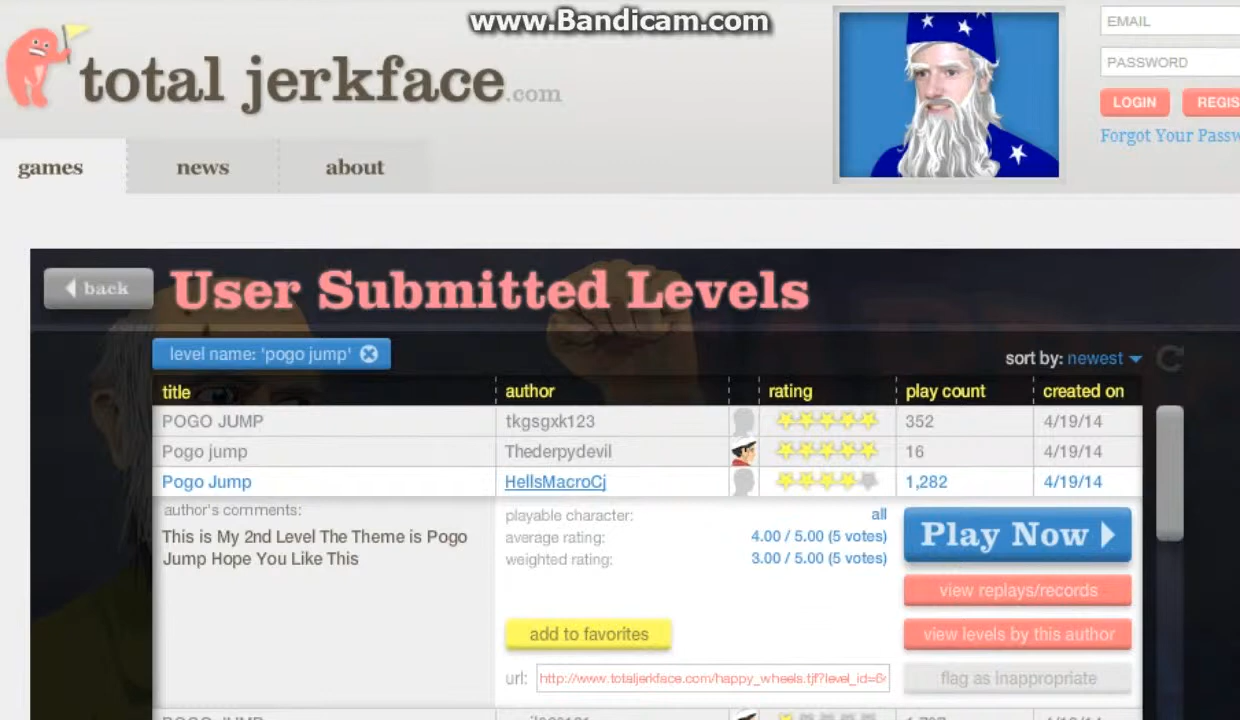 www.Bandicam.com
total jerkface.com
EMAIL
PASSWORD
LOGIN
REGIS
Forgot Your Passw
games
news
about
back
User Submitted Levels
level name: 'pogo jump'
sort by: newest
title author rating play count created on
POGO JUMP tkgsgxk123 352 4/19/14
Pogo jump Thederpydevil 16 4/19/14
Pogo Jump HellsMacroCj 1,282 4/19/14
author's comments:
This is My 2nd Level The Theme is Pogo
Jump Hope You Like This
playable character: all
average rating: 4.00 / 5.00 (5 votes)
weighted rating: 3.00 / 5.00 (5 votes)
add to favorites
url: http://www.totaljerkface.com/happy_wheels.tjf?level_id=6
Play Now
view replays/records
view levels by this author
flag as inappropriate
POGO JUMP